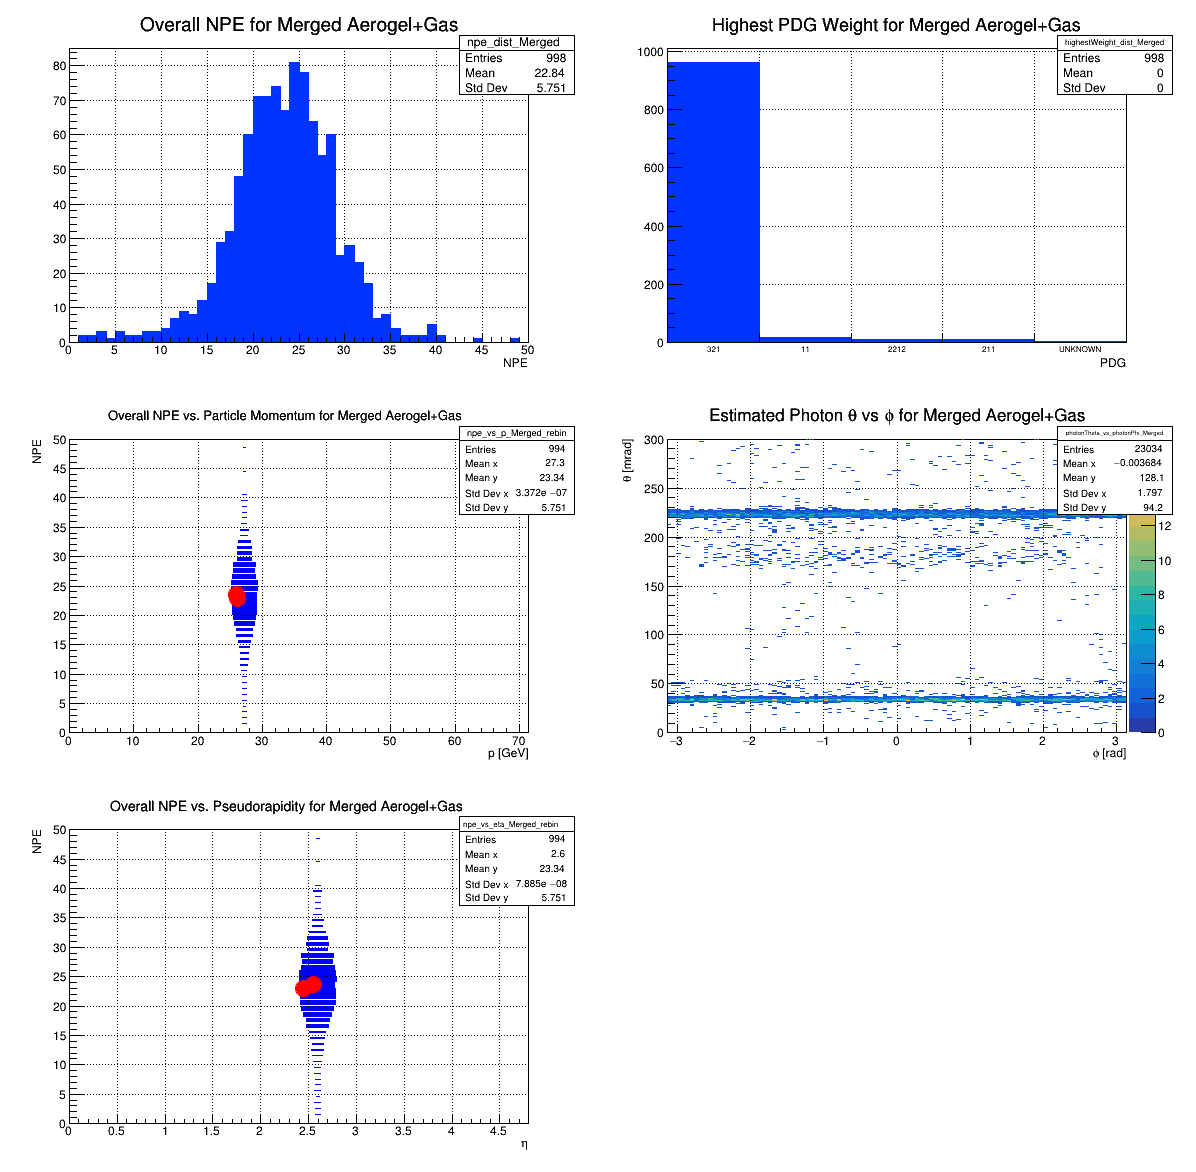 Overall NPE for Merged Aerogel+Gas
npe_dist_Merged
Entries 998
Mean 22.84
Std Dev 5.751
80
70
60
50
40
30
20
10
0
0 5 10 15 20 25 30 35 40 45 50
NPE
Highest PDG Weight for Merged Aerogel+Gas
highestWeight_dist_Merged
Entries 998
Mean 0
Std Dev 0
1000
800
600
400
200
0
321 11 2212 211 UNKNOWN
PDG
Overall NPE vs. Particle Momentum for Merged Aerogel+Gas
npe_vs_p_Merged_rebin
Entries 994
Mean x 27.3
Mean y 23.34
Std Dev x 3.372e −07
Std Dev y 5.751
NPE
50
45
40
35
30
25
20
15
10
5
0
0 10 20 30 40 50 60 70
p [GeV]
Estimated Photon θ vs ϕ for Merged Aerogel+Gas
photonTheta_vs_photonPhi_Merged
Entries 23034
Mean x −0.003684
Mean y 128.1
Std Dev x 1.797
Std Dev y 94.2
θ [mrad]
300
250
200
150
100
50
0
−3 −2 −1 0 1 2 3
ϕ [rad]
12
10
8
6
4
2
0
Overall NPE vs. Pseudorapidity for Merged Aerogel+Gas
npe_vs_eta_Merged_rebin
Entries 994
Mean x 2.6
Mean y 23.34
Std Dev x 7.885e −08
Std Dev y 5.751
NPE
50
45
40
35
30
25
20
15
10
5
0
0 0.5 1 1.5 2 2.5 3 3.5 4 4.5
η